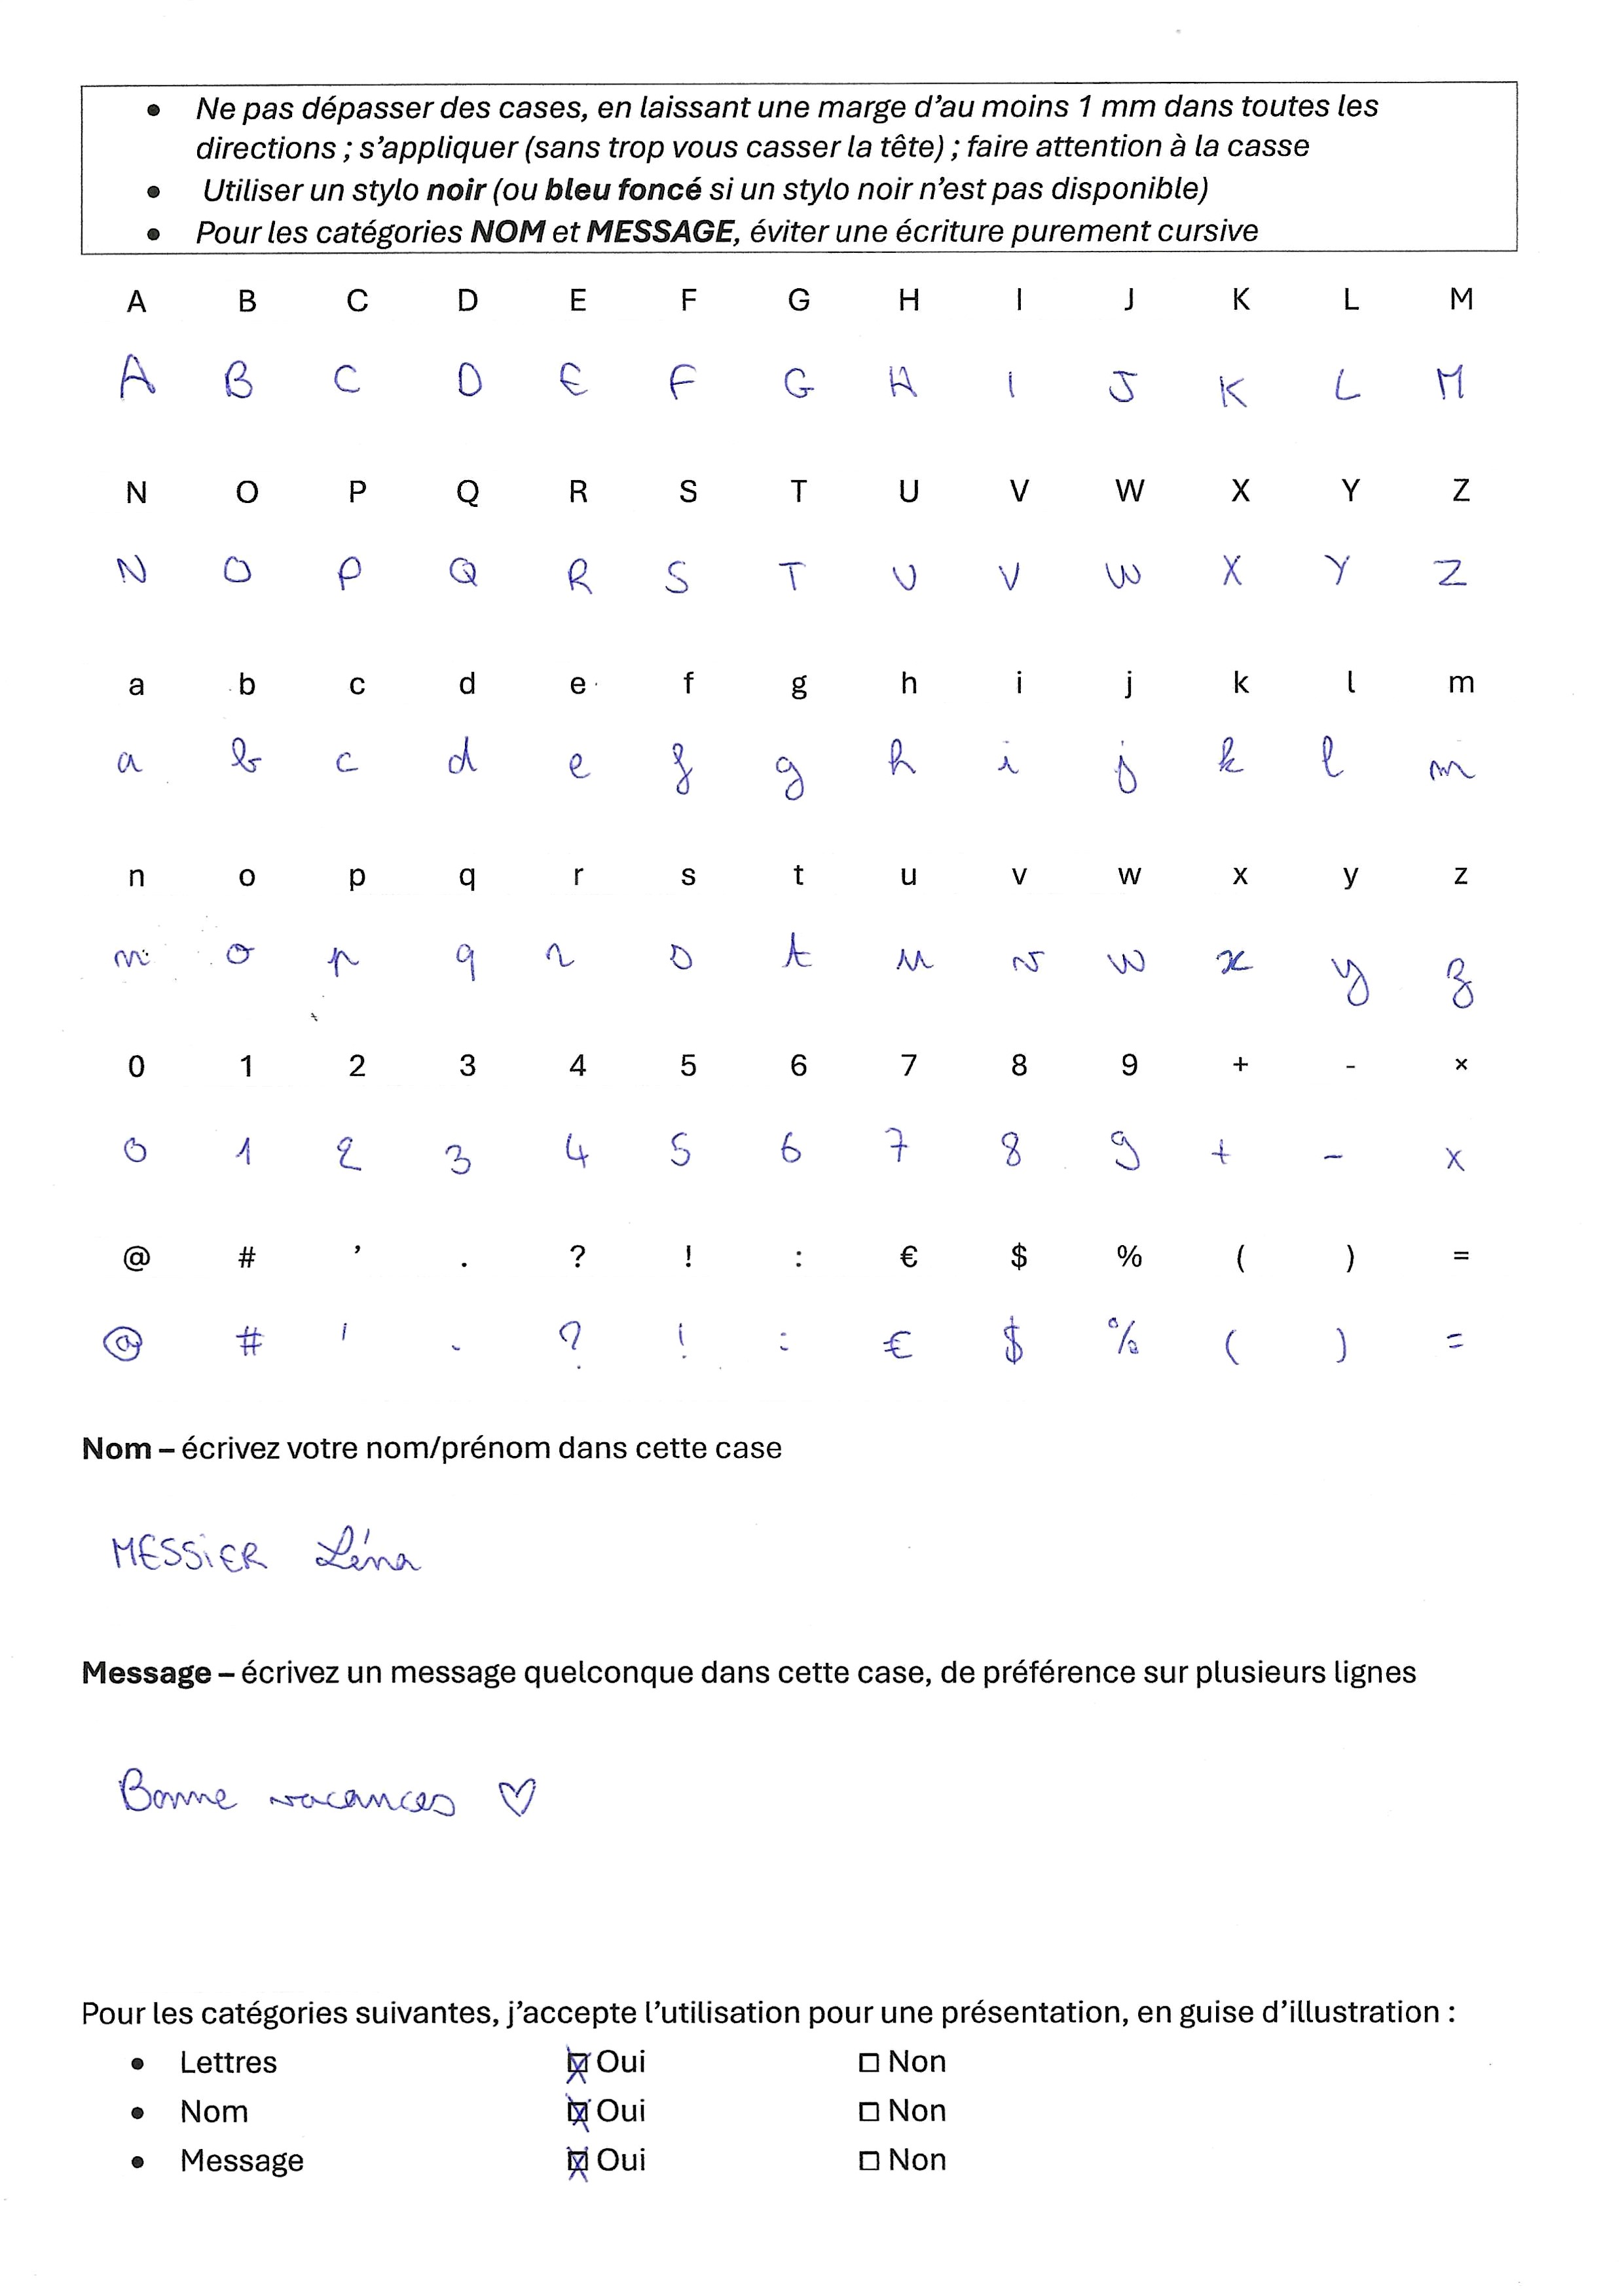 • Ne pas dépasser des cases, en laissant une marge d’au moins 1 mm dans toutes les
directions ; s’appliquer (sans trop vous casser la tête) ; faire attention à la casse
• Utiliser un stylo noir (ou bleu foncé si un stylo noir n’est pas disponible)
• Pour les catégories NOM et MESSAGE, éviter une écriture purement cursive
A B C D E F G H I J K L M
A B C D E F G H I J K L M
N O P Q R S T U V W X Y Z
N O P Q R S T U V W X Y Z
a b c d e f g h i j k l m
a b c d e f g h i j k l m
n o p q r s t u v w x y z
n o p q r s t u v w x y z
0 1 2 3 4 5 6 7 8 9 + - ×
0 1 2 3 4 5 6 7 8 9 + - ×
@ # ’ . ? ! : € $ % ( ) =
@ # ' . ? ! : € $ % ( ) =
Nom – écrivez votre nom/prénom dans cette case
MESSiER Léna
Message – écrivez un message quelconque dans cette case, de préférence sur plusieurs lignes
Bonne vacances ♡
Pour les catégories suivantes, j’accepte l’utilisation pour une présentation, en guise d’illustration :
• Lettres ☒ Oui ☐ Non
• Nom ☒ Oui ☐ Non
• Message ☒ Oui ☐ Non